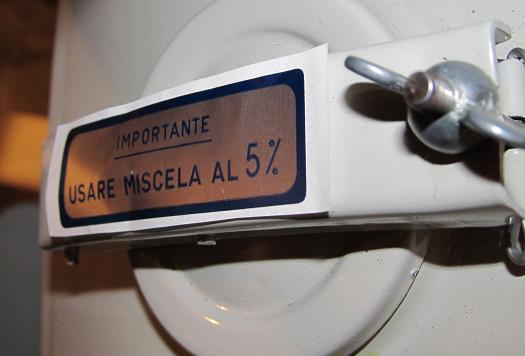 IMPORTANTE
USARE MISCELA AL 5%